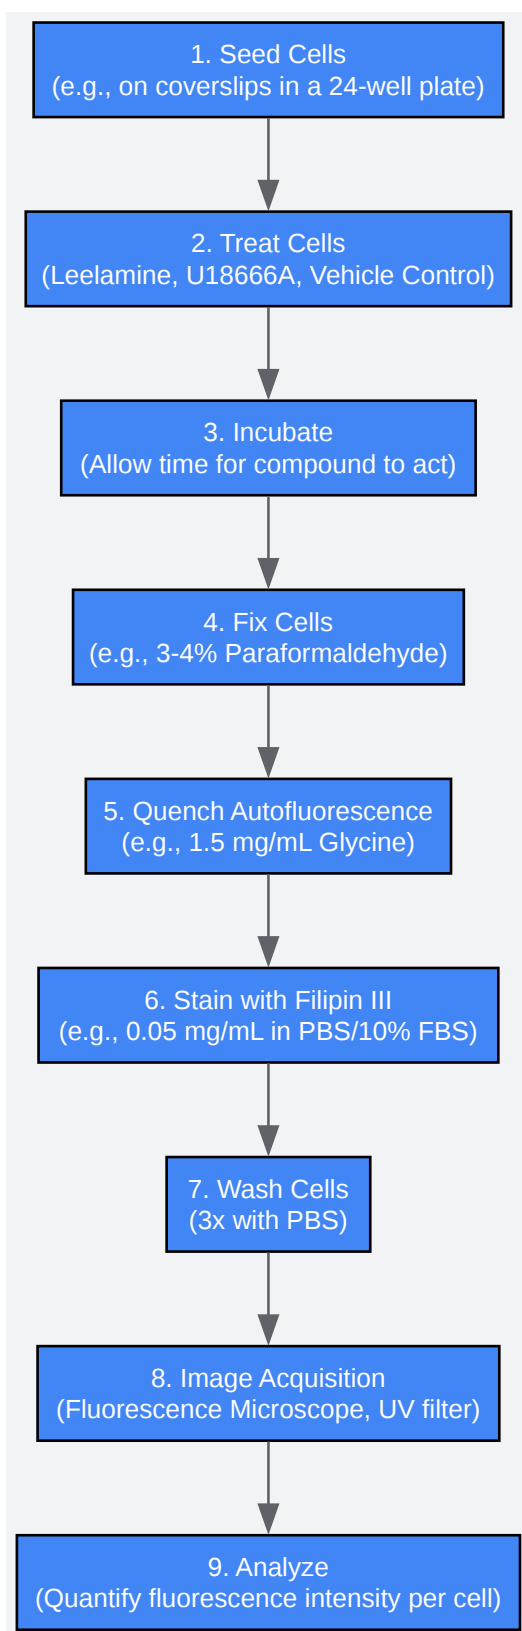 1. Seed Cells
(e.g., on coverslips in a 24-well plate)
2. Treat Cells
(Leelamine, U18666A, Vehicle Control)
3. Incubate
(Allow time for compound to act)
4. Fix Cells
(e.g., 3-4% Paraformaldehyde)
5. Quench Autofluorescence
(e.g., 1.5 mg/mL Glycine)
6. Stain with Filipin III
(e.g., 0.05 mg/mL in PBS/10% FBS)
7. Wash Cells
(3x with PBS)
8. Image Acquisition
(Fluorescence Microscope, UV filter)
9. Analyze
(Quantify fluorescence intensity per cell)